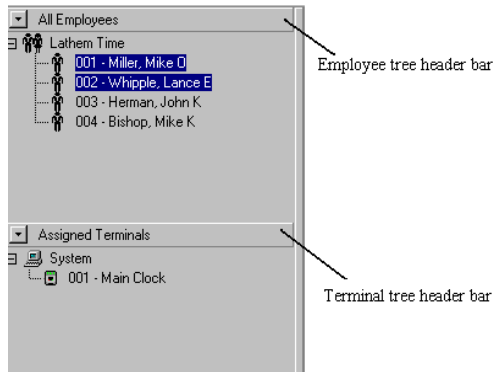 All Employees
Lathem Time
001 - Miller, Mike O
002 - Whipple, Lance E
003 - Herman, John K
004 - Bishop, Mike K
Employee tree header bar
Assigned Terminals
System
001 - Main Clock
Terminal tree header bar